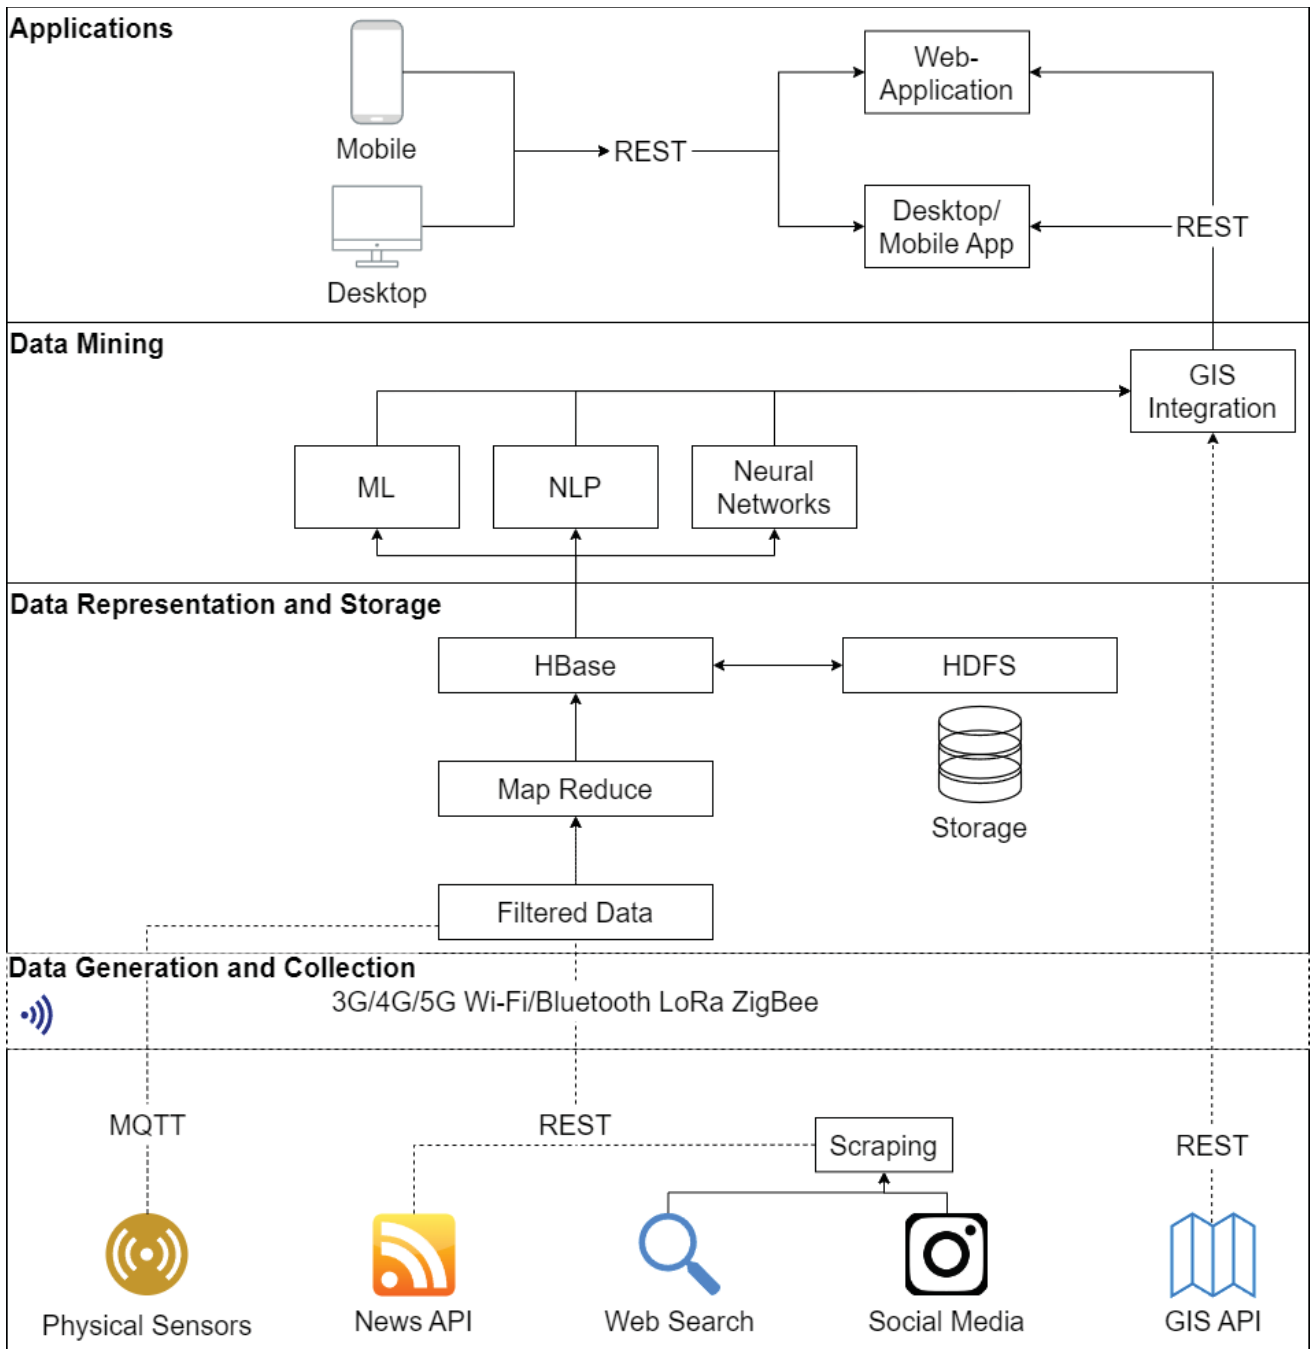 Applications
Web-
Application
Mobile
REST
Desktop/
Mobile App
REST
Desktop
Data Mining
GIS
Integration
ML
NLP
Neural
Networks
Data Representation and Storage
HBase
HDFS
Map Reduce
Storage
Filtered Data
Data Generation and Collection
3G/4G/5G Wi-Fi/Bluetooth LoRa ZigBee
MQTT
REST
Scraping
REST
Physical Sensors
News API
Web Search
Social Media
GIS API